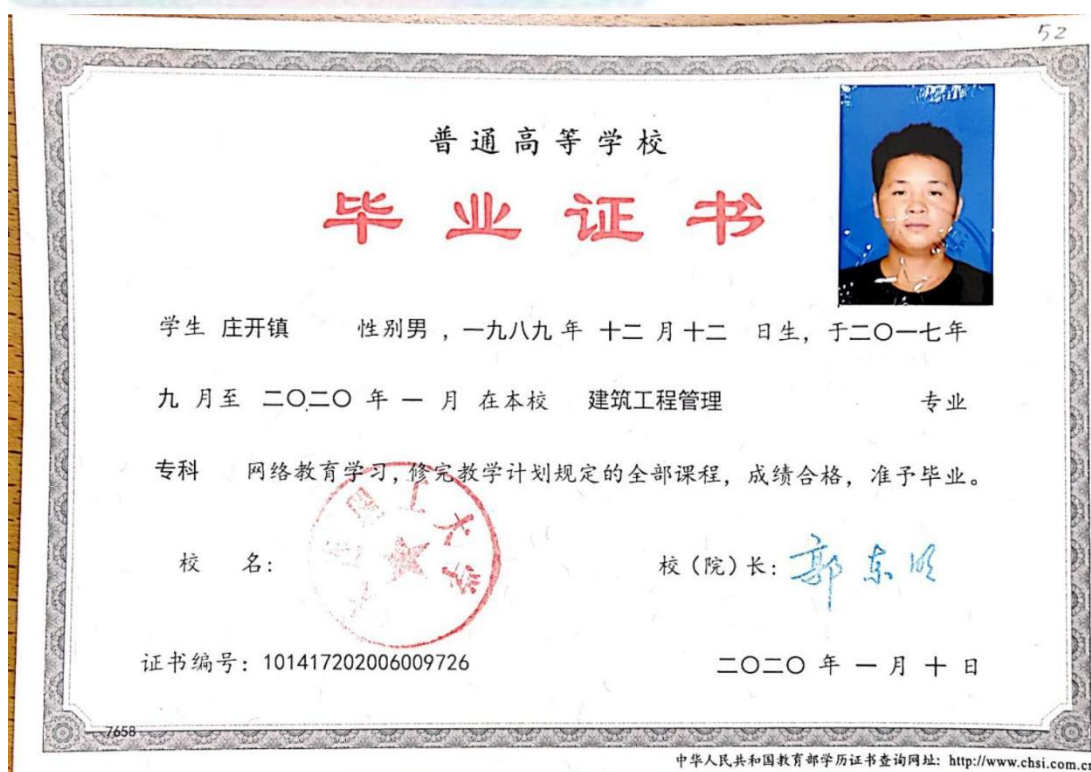 52
普通高等学校
毕业证书
学生 庄开镇 性别男，一九八九年 十二月十二 日生，于二〇一七年
九 月至 二〇二〇 年 一 月 在本校 建筑工程管理 专业
专科 网络教育学习，修完教学计划规定的全部课程，成绩合格，准予毕业。
校 名： 大连理工大学
校（院）长：郭东明
证书编号：101417202006009726 二〇二〇 年 一 月 十 日
7658
中华人民共和国教育部学历证书查询网址：http://www.chsi.com.c